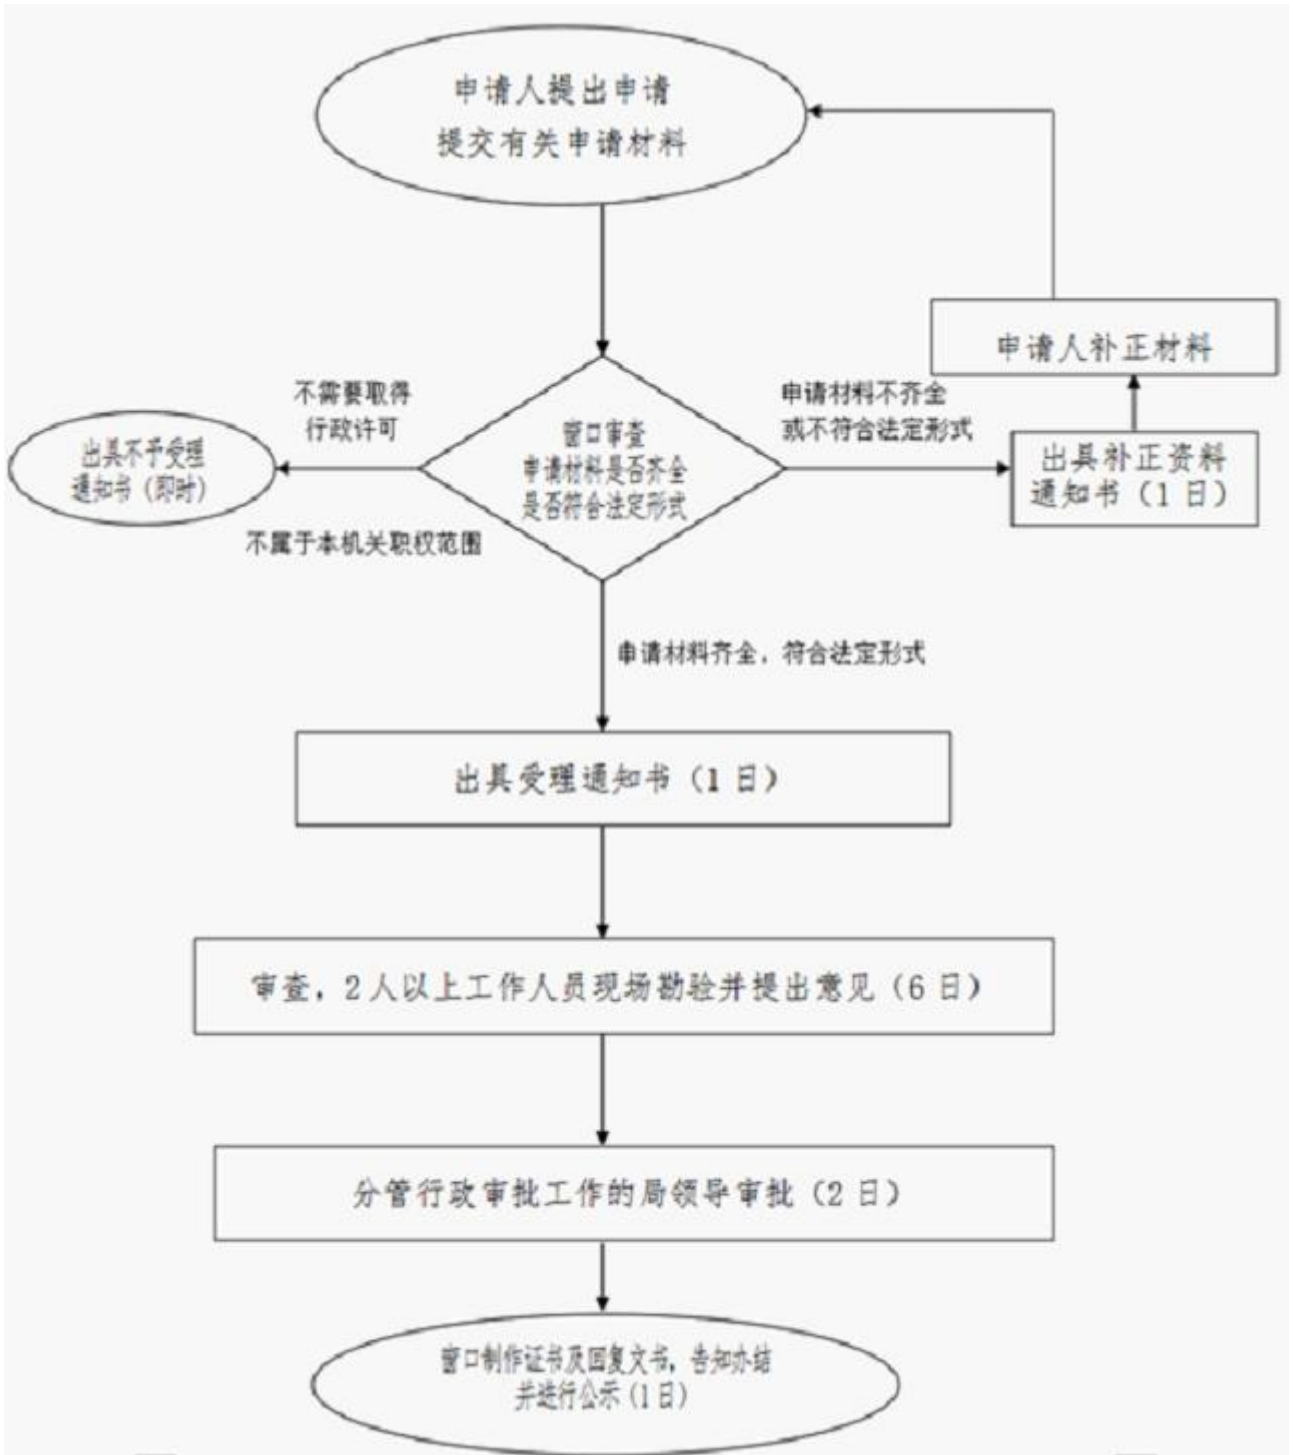 申请人提出申请
提交有关申请材料
申请人补正材料
不需要取得
行政许可
申请材料不齐全
或不符合法定形式
出具不予受理
通知书（即时）
窗口审查
申请材料是否齐全
是否符合法定形式
出具补正资料
通知书（1日）
不属于本机关职权范围
申请材料齐全，符合法定形式
出具受理通知书（1日）
审查，2人以上工作人员现场勘验并提出意见（6日）
分管行政审批工作的局领导审批（2日）
窗口制作证书及回复文书，告知办结
并进行公示(1日)